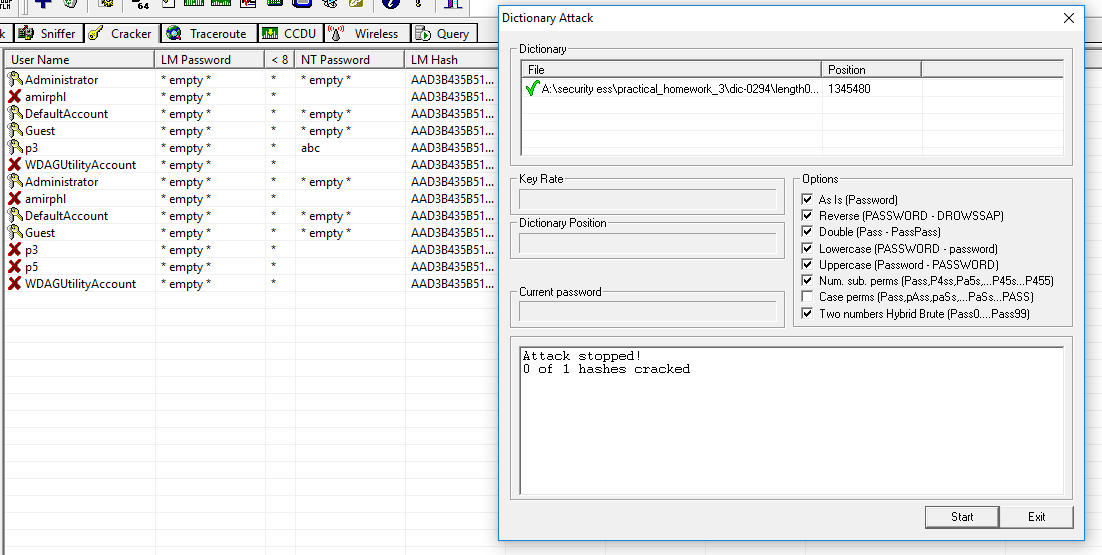 64
k Sniffer Cracker Traceroute CCDU Wireless Query
User Name LM Password < 8 NT Password LM Hash
Administrator * empty * * * empty * AAD3B435B51...
amirphl * empty * * AAD3B435B51...
DefaultAccount * empty * * * empty * AAD3B435B51...
Guest * empty * * * empty * AAD3B435B51...
p3 * empty * * abc AAD3B435B51...
WDAGUtilityAccount * empty * * AAD3B435B51...
Administrator * empty * * * empty * AAD3B435B51...
amirphl * empty * * AAD3B435B51...
DefaultAccount * empty * * * empty * AAD3B435B51...
Guest * empty * * * empty * AAD3B435B51...
p3 * empty * * AAD3B435B51...
p5 * empty * * AAD3B435B51...
WDAGUtilityAccount * empty * * AAD3B435B51...
Dictionary Attack
Dictionary
File Position
A:\security ess\practical_homework_3\dic-0294\length0... 1345480
Key Rate
Dictionary Position
Current password
Options
As Is (Password)
Reverse (PASSWORD - DROWSSAP)
Double (Pass - PassPass)
Lowercase (PASSWORD - password)
Uppercase (Password - PASSWORD)
Num. sub. perms (Pass,P4ss,Pa5s,...P45s...P455)
Case perms (Pass,pAss,paSs,...PaSs...PASS)
Two numbers Hybrid Brute (Pass0....Pass99)
Attack stopped!
0 of 1 hashes cracked
Start Exit